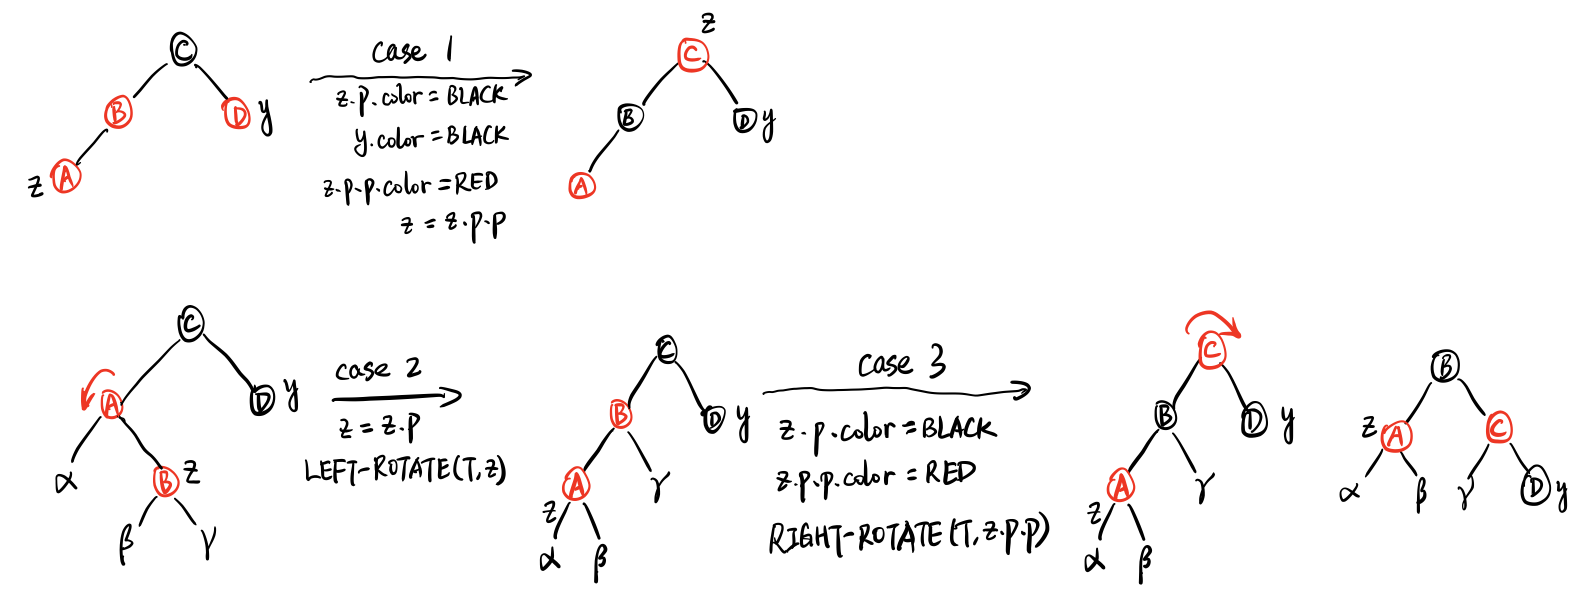 C
B
D y
z A
case 1
z.p.color = BLACK
y.color = BLACK
z.p.p.color = RED
z = z.p.p
z
C
B
D y
A
C
A
D y
α
B z
β γ
case 2
z = z.p
LEFT-ROTATE(T,z)
C
B
D y
A
z
γ
α β
case 3
z.p.color = BLACK
z.p.p.color = RED
RIGHT-ROTATE(T, z.p.p)
C
B
D y
A
z
γ
α β
B
z A
C
α β γ D y